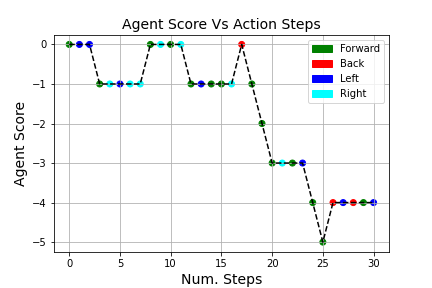 Agent Score Vs Action Steps
0
−1
−2
−3
−4
−5
Agent Score
Forward
Back
Left
Right
0 5 10 15 20 25 30
Num. Steps